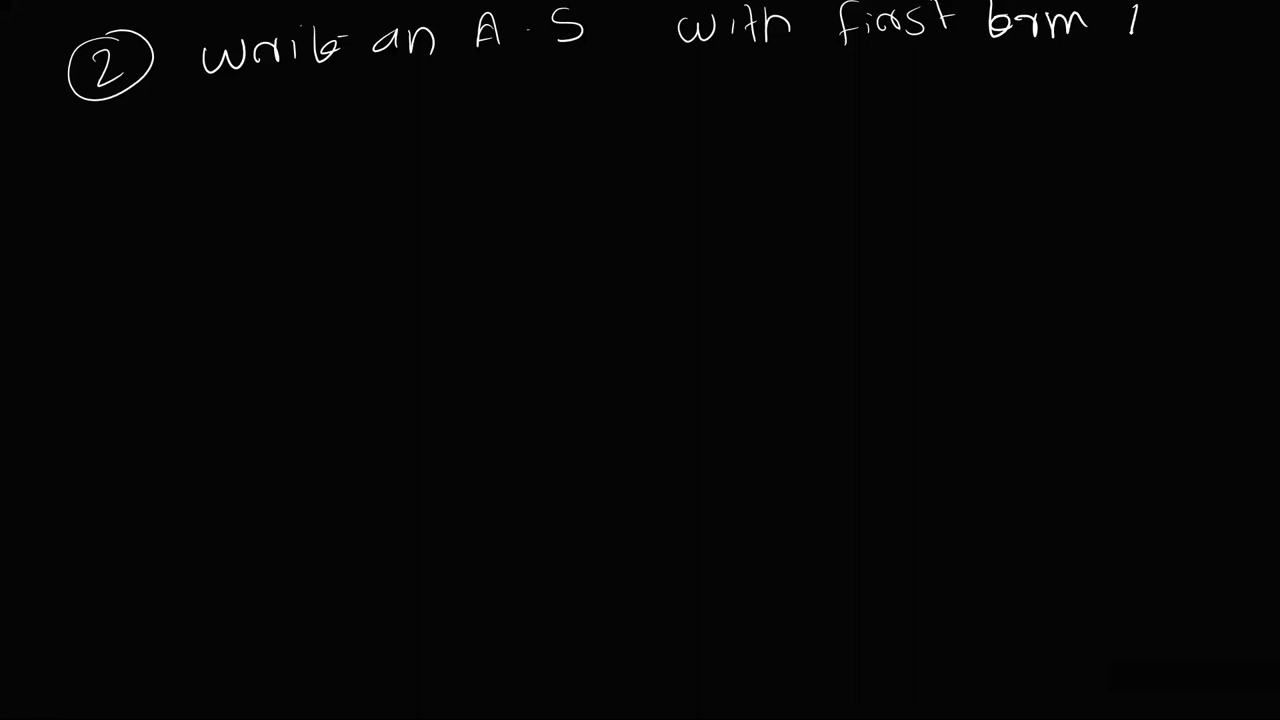 ② Write an A.S with first term 1